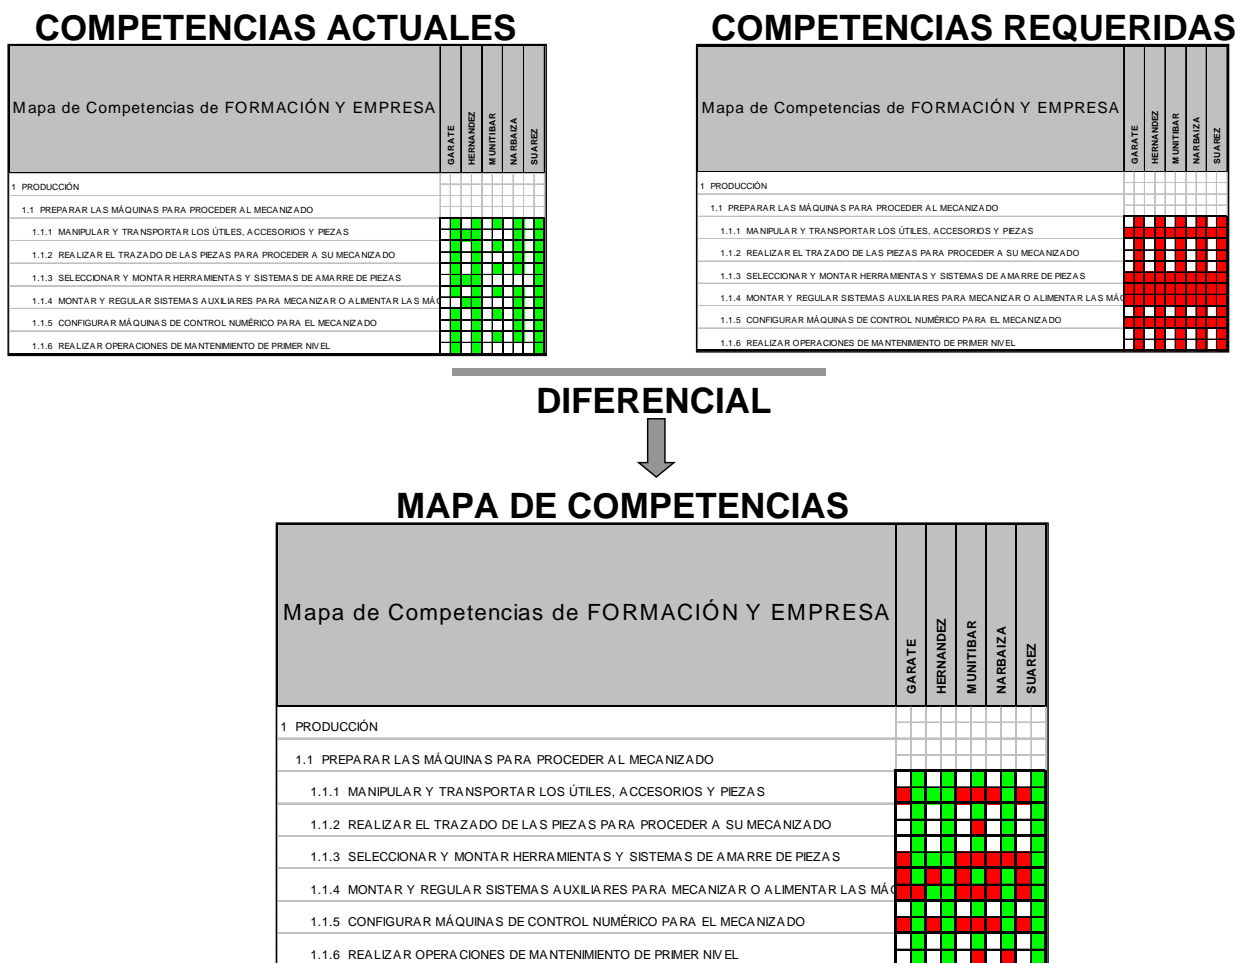 COMPETENCIAS ACTUALES
Mapa de Competencias de FORMACIÓN Y EMPRESA
GARATE
HERNANDEZ
MUNITIBAR
NARBAIZA
SUAREZ
1 PRODUCCIÓN
1.1 PREPARAR LAS MÁQUINAS PARA PROCEDER AL MECANIZADO
1.1.1 MANIPULAR Y TRANSPORTAR LOS ÚTILES, ACCESORIOS Y PIEZAS
1.1.2 REALIZAR EL TRAZADO DE LAS PIEZAS PARA PROCEDER A SU MECANIZADO
1.1.3 SELECCIONAR Y MONTAR HERRAMIENTAS Y SISTEMAS DE AMARRE DE PIEZAS
1.1.4 MONTAR Y REGULAR SISTEMAS AUXILIARES PARA MECANIZAR O ALIMENTAR LAS MÁQ
1.1.5 CONFIGURAR MÁQUINAS DE CONTROL NUMÉRICO PARA EL MECANIZADO
1.1.6 REALIZAR OPERACIONES DE MANTENIMIENTO DE PRIMER NIVEL
COMPETENCIAS REQUERIDAS
Mapa de Competencias de FORMACIÓN Y EMPRESA
GARATE
HERNANDEZ
MUNITIBAR
NARBAIZA
SUAREZ
1 PRODUCCIÓN
1.1 PREPARAR LAS MÁQUINAS PARA PROCEDER AL MECANIZADO
1.1.1 MANIPULAR Y TRANSPORTAR LOS ÚTILES, ACCESORIOS Y PIEZAS
1.1.2 REALIZAR EL TRAZADO DE LAS PIEZAS PARA PROCEDER A SU MECANIZADO
1.1.3 SELECCIONAR Y MONTAR HERRAMIENTAS Y SISTEMAS DE AMARRE DE PIEZAS
1.1.4 MONTAR Y REGULAR SISTEMAS AUXILIARES PARA MECANIZAR O ALIMENTAR LAS MÁQ
1.1.5 CONFIGURAR MÁQUINAS DE CONTROL NUMÉRICO PARA EL MECANIZADO
1.1.6 REALIZAR OPERACIONES DE MANTENIMIENTO DE PRIMER NIVEL
DIFERENCIAL
MAPA DE COMPETENCIAS
Mapa de Competencias de FORMACIÓN Y EMPRESA
GARATE
HERNANDEZ
MUNITIBAR
NARBAIZA
SUAREZ
1 PRODUCCIÓN
1.1 PREPARAR LAS MÁQUINAS PARA PROCEDER AL MECANIZADO
1.1.1 MANIPULAR Y TRANSPORTAR LOS ÚTILES, ACCESORIOS Y PIEZAS
1.1.2 REALIZAR EL TRAZADO DE LAS PIEZAS PARA PROCEDER A SU MECANIZADO
1.1.3 SELECCIONAR Y MONTAR HERRAMIENTAS Y SISTEMAS DE AMARRE DE PIEZAS
1.1.4 MONTAR Y REGULAR SISTEMAS AUXILIARES PARA MECANIZAR O ALIMENTAR LAS MÁQ
1.1.5 CONFIGURAR MÁQUINAS DE CONTROL NUMÉRICO PARA EL MECANIZADO
1.1.6 REALIZAR OPERACIONES DE MANTENIMIENTO DE PRIMER NIVEL